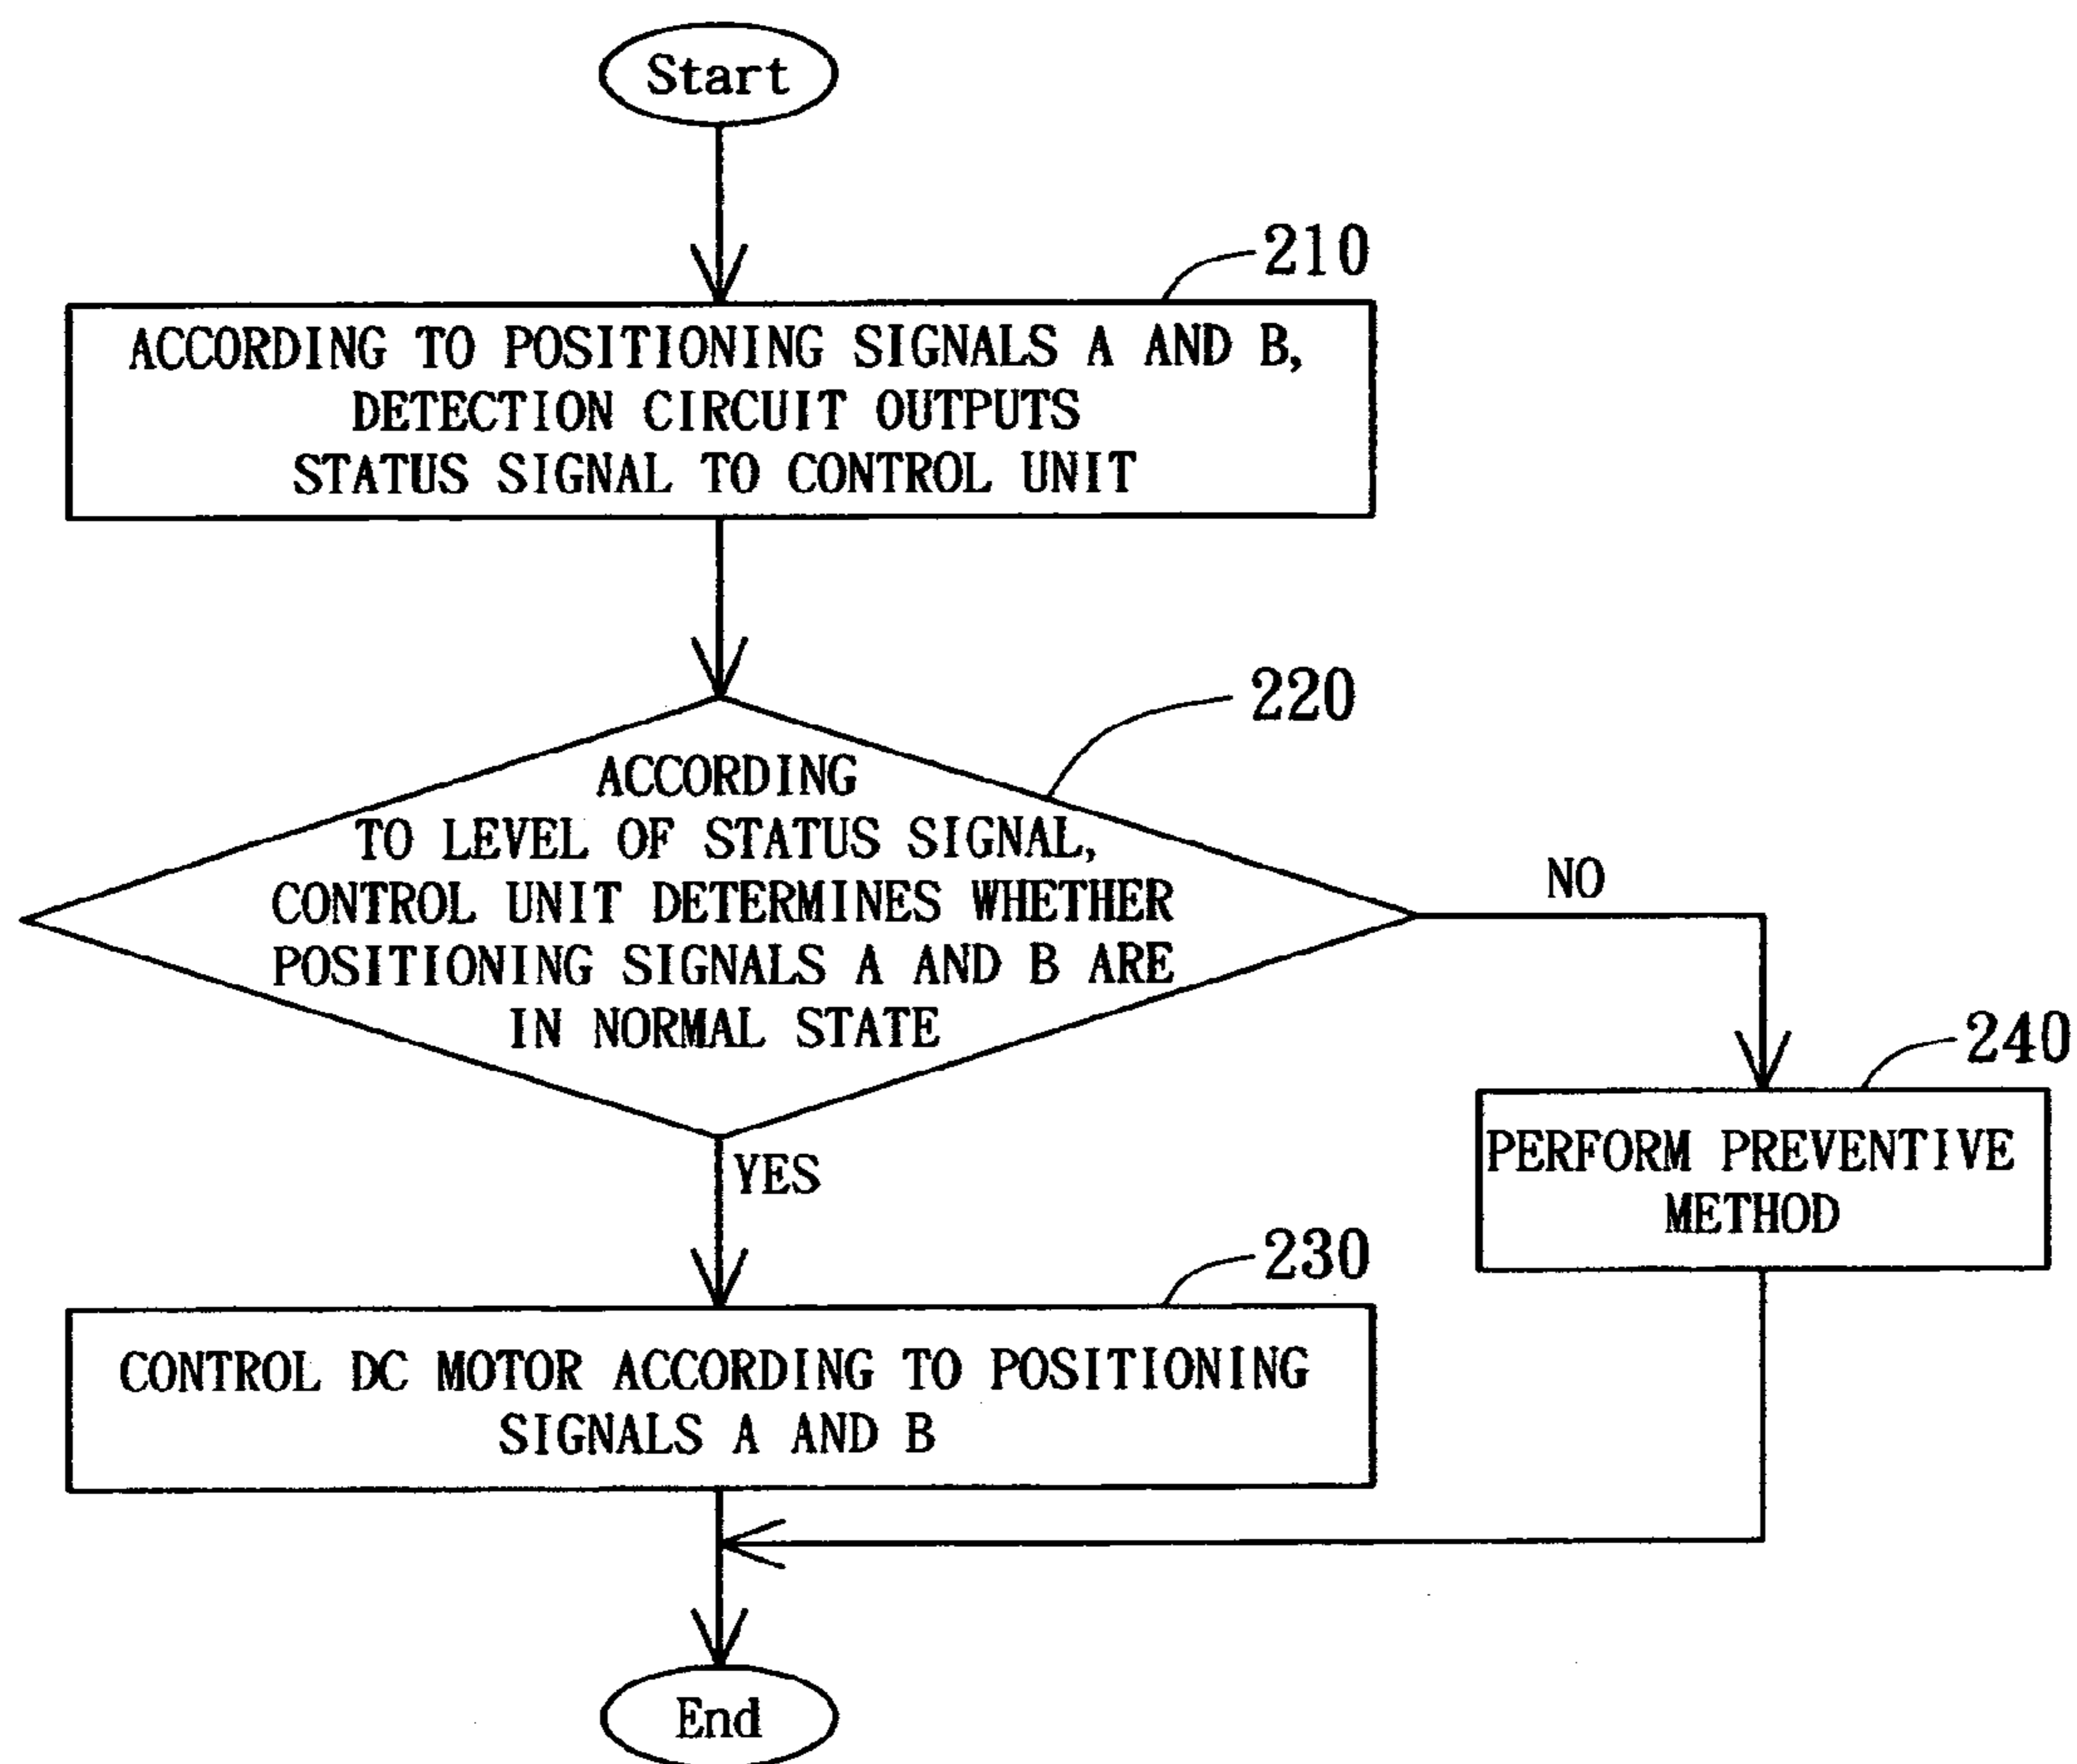 Start
210
ACCORDING TO POSITIONING SIGNALS A AND B,
DETECTION CIRCUIT OUTPUTS
STATUS SIGNAL TO CONTROL UNIT
220
ACCORDING
TO LEVEL OF STATUS SIGNAL,
CONTROL UNIT DETERMINES WHETHER
POSITIONING SIGNALS A AND B ARE
IN NORMAL STATE
NO
240
PERFORM PREVENTIVE
METHOD
YES
230
CONTROL DC MOTOR ACCORDING TO POSITIONING
SIGNALS A AND B
End